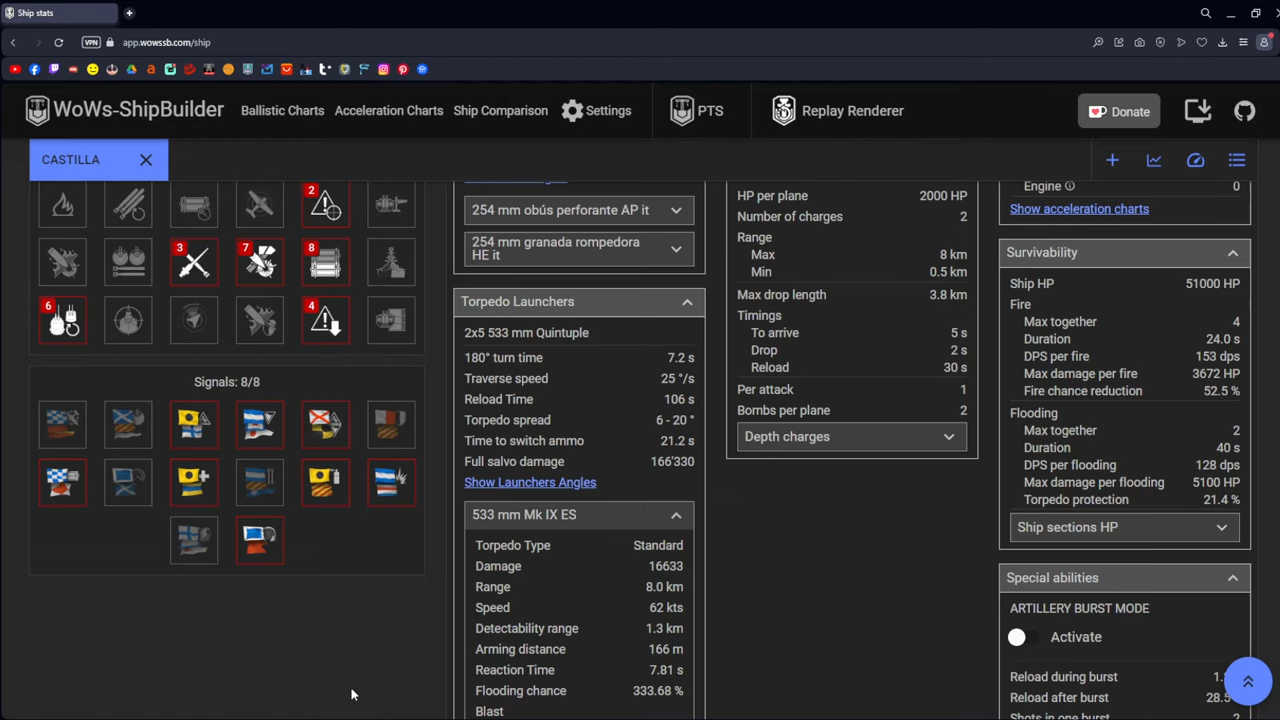 Ship stats
VPN app.wowssb.com/ship
WoWs-ShipBuilder Ballistic Charts Acceleration Charts Ship Comparison Settings PTS Replay Renderer Donate
CASTILLA
2
3 7 8
6 4
Signals: 8/8
254 mm obús perforante AP it
254 mm granada rompedora HE it
Torpedo Launchers
2x5 533 mm Quintuple
180° turn time 7.2 s
Traverse speed 25 °/s
Reload Time 106 s
Torpedo spread 6 - 20 °
Time to switch ammo 21.2 s
Full salvo damage 166'330
Show Launchers Angles
533 mm Mk IX ES
Torpedo Type Standard
Damage 16633
Range 8.0 km
Speed 62 kts
Detectability range 1.3 km
Arming distance 166 m
Reaction Time 7.81 s
Flooding chance 333.68 %
Blast
HP per plane 2000 HP
Number of charges 2
Range
Max 8 km
Min 0.5 km
Max drop length 3.8 km
Timings
To arrive 5 s
Drop 2 s
Reload 30 s
Per attack 1
Bombs per plane 2
Depth charges
Engine 0
Show acceleration charts
Survivability
Ship HP 51000 HP
Fire
Max together 4
Duration 24.0 s
DPS per fire 153 dps
Max damage per fire 3672 HP
Fire chance reduction 52.5 %
Flooding
Max together 2
Duration 40 s
DPS per flooding 128 dps
Max damage per flooding 5100 HP
Torpedo protection 21.4 %
Ship sections HP
Special abilities
ARTILLERY BURST MODE
Activate
Reload during burst 1.
Reload after burst 28.5
Shots in one burst 2